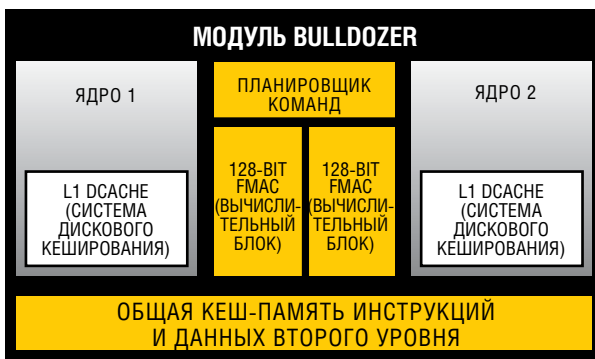 МОДУЛЬ BULLDOZER
ЯДРО 1
L1 DCACHE
(СИСТЕМА
ДИСКОВОГО
КЕШИРОВАНИЯ)
ПЛАНИРОВЩИК
КОМАНД
128-BIT
FMAC
(ВЫЧИСЛИ-
ТЕЛЬНЫЙ
БЛОК)
128-BIT
FMAC
(ВЫЧИСЛИ-
ТЕЛЬНЫЙ
БЛОК)
ЯДРО 2
L1 DCACHE
(СИСТЕМА
ДИСКОВОГО
КЕШИРОВАНИЯ)
ОБЩАЯ КЕШ-ПАМЯТЬ ИНСТРУКЦИЙ
И ДАННЫХ ВТОРОГО УРОВНЯ